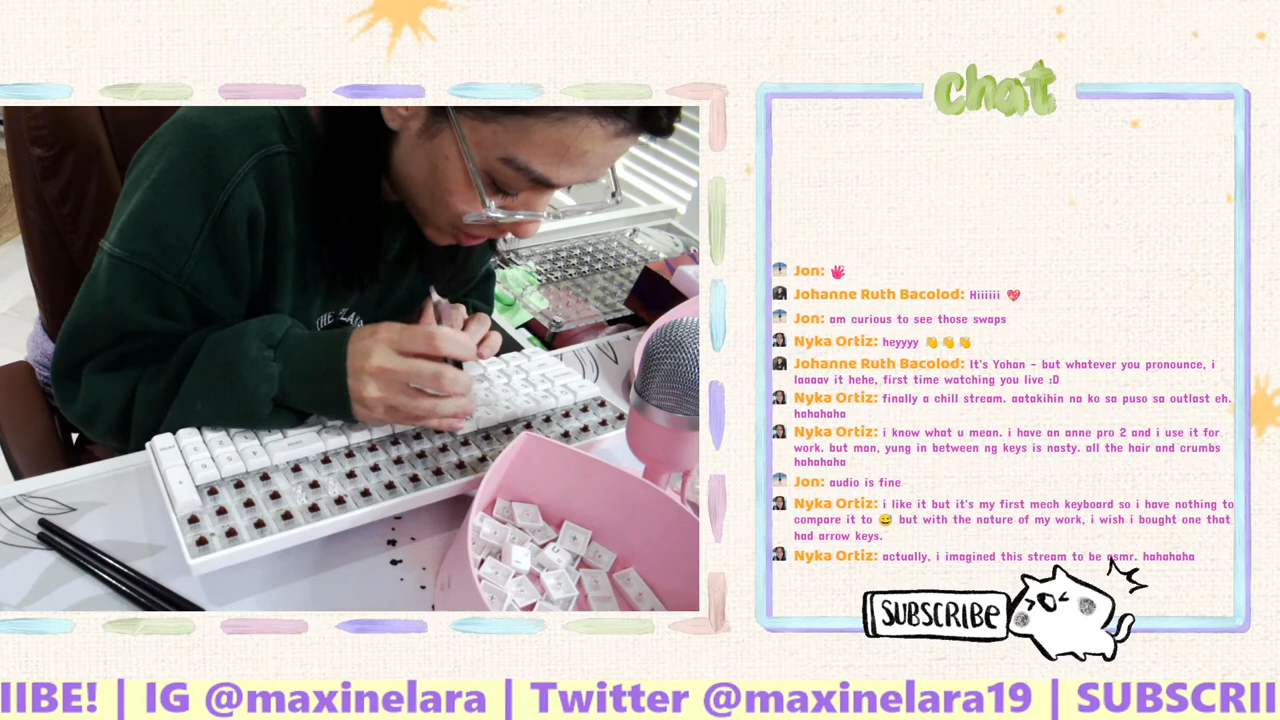 chat
Jon: 👋
Johanne Ruth Bacolod: Hiiiiii 💖
Jon: am curious to see those swaps
Nyka Ortiz: heyyyy 👏👏👏
Johanne Ruth Bacolod: It's Yohan - but whatever you pronounce, i
laaaav it hehe, first time watching you live :D
Nyka Ortiz: finally a chill stream. aatakihin na ko sa puso sa outlast eh.
hahahaha
Nyka Ortiz: i know what u mean. i have an anne pro 2 and i use it for
work. but man, yung in between ng keys is nasty. all the hair and crumbs
hahahaha
Jon: audio is fine
Nyka Ortiz: i like it but it's my first mech keyboard so i have nothing to
compare it to 😅 but with the nature of my work, i wish i bought one that
had arrow keys.
Nyka Ortiz: actually, i imagined this stream to be asmr. hahahaha
SUBSCRIBE
IIBE! | IG @maxinelara | Twitter @maxinelara19 | SUBSCRII